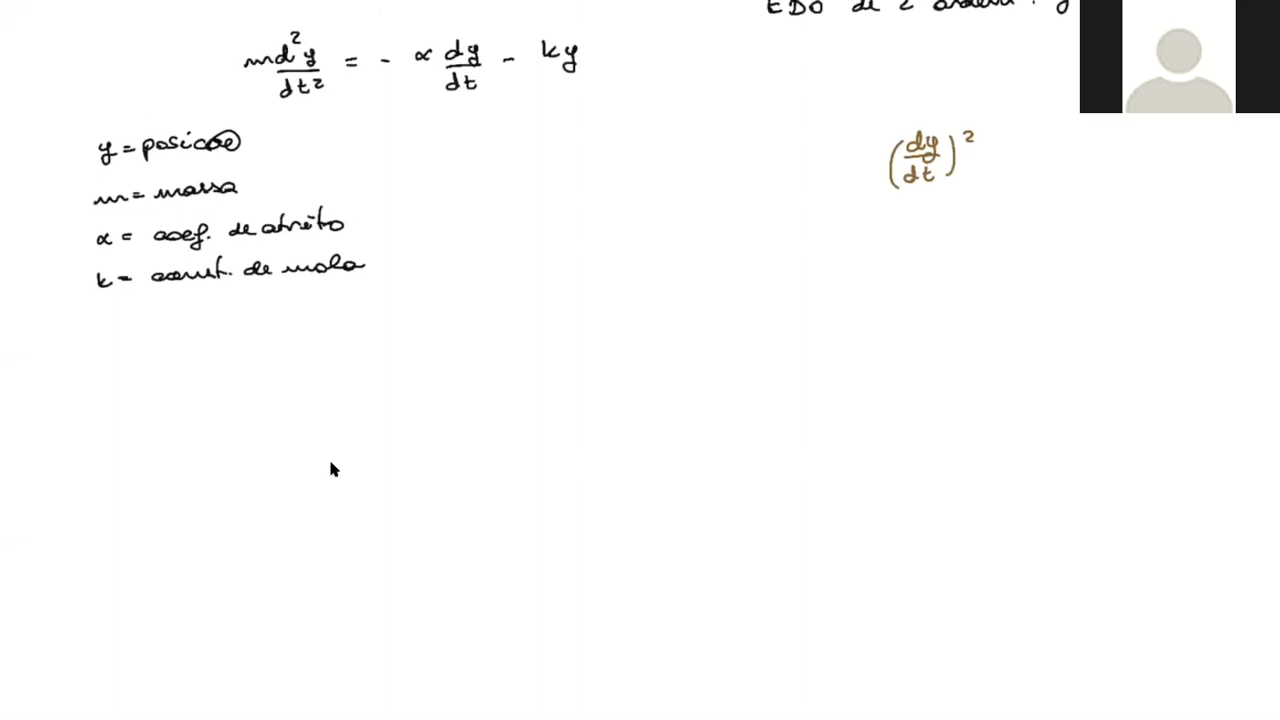 EDO de 2 ordem: y
m d²y/dt² = - α dy/dt - ky
y = posição
m = massa
(dy/dt)²
α = coef. de atrito
k = const. de mola